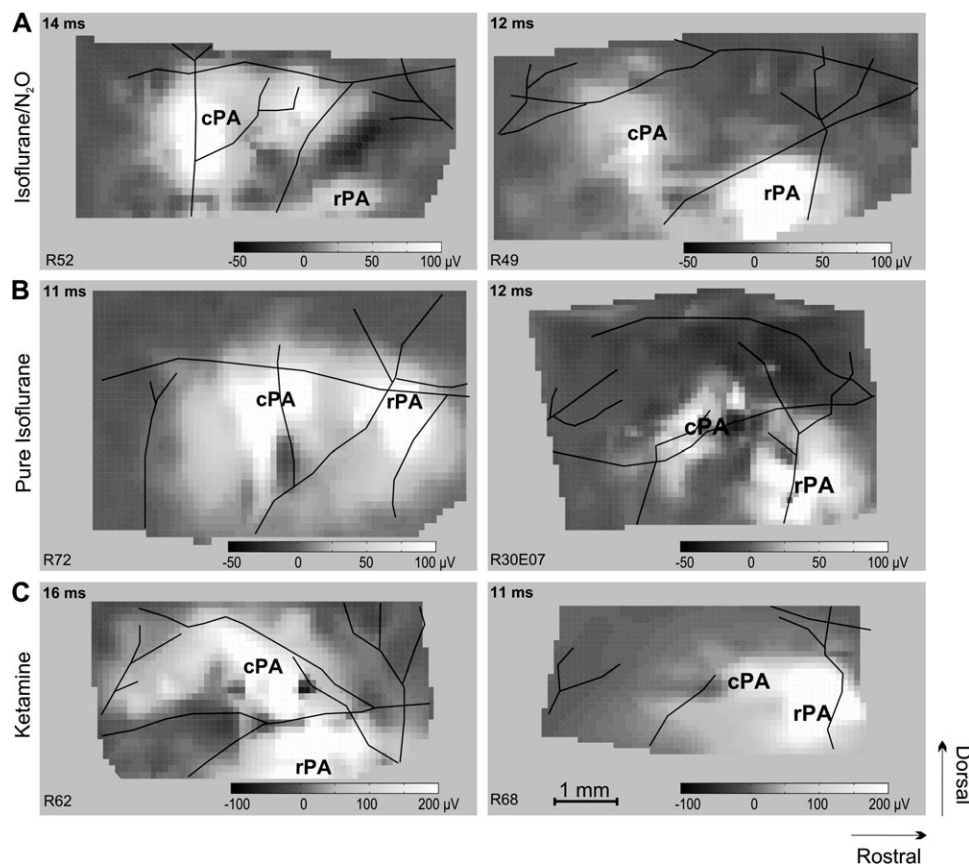 A
Isoflurane/N₂O
14 ms
cPA
rPA
R52
-50 0 50 100 µV
12 ms
cPA
rPA
R49
-50 0 50 100 µV
B
Pure Isoflurane
11 ms
cPA
rPA
R72
-50 0 50 100 µV
12 ms
cPA
rPA
R30E07
-50 0 50 100 µV
C
Ketamine
16 ms
cPA
rPA
R62
-100 0 100 200 µV
11 ms
cPA
rPA
R68
1 mm
-100 0 100 200 µV
Dorsal
Rostral